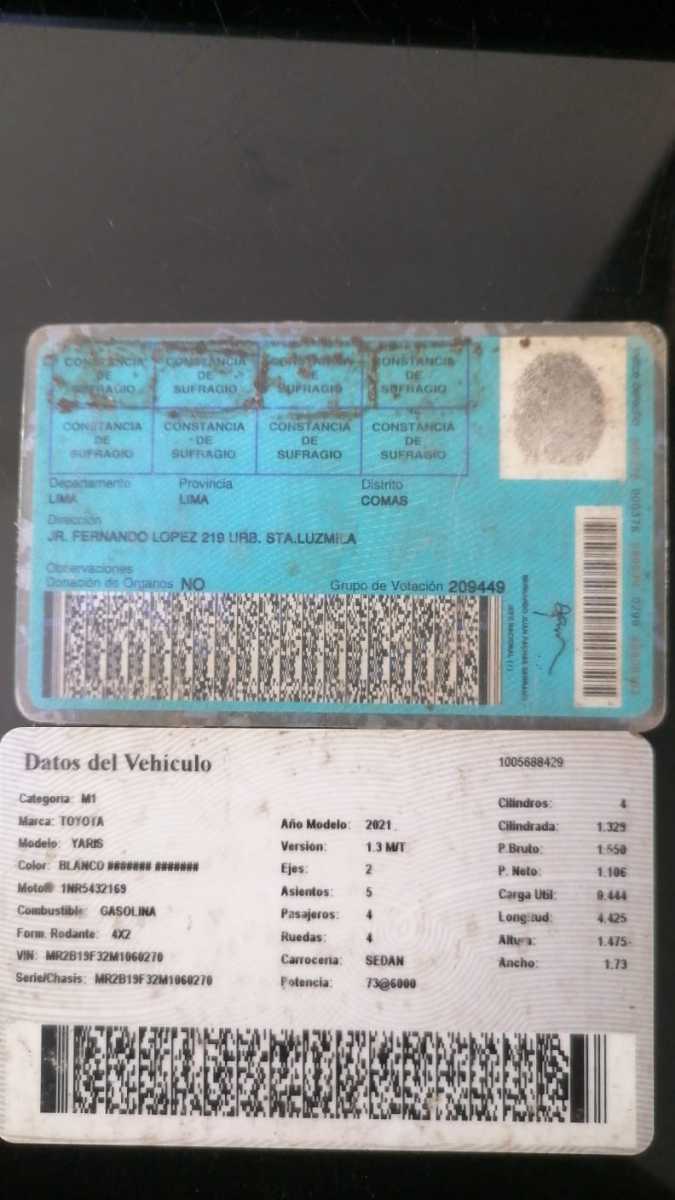 CONSTANCIA DE SUFRAGIO
CONSTANCIA DE SUFRAGIO
CONSTANCIA DE SUFRAGIO
CONSTANCIA DE SUFRAGIO
CONSTANCIA DE SUFRAGIO
CONSTANCIA DE SUFRAGIO
CONSTANCIA DE SUFRAGIO
CONSTANCIA DE SUFRAGIO
Departamento Provincia Distrito
LIMA LIMA COMAS
Dirección
JR. FERNANDO LOPEZ 219 URB. STA.LUZMILA
Observaciones
Donación de Organos NO Grupo de Votación 209449
JEFE NACIONAL
Datos del Vehículo 1005688429
Categoria: M1
Marca: TOYOTA
Modelo: YARIS
Color: BLANCO ####### #######
Moto® 1NR5432169
Combustible: GASOLINA
Form. Rodante: 4X2
VIN: MR2B19F32M1060270
Serie/Chasis: MR2B19F32M1060270
Año Modelo: 2021
Version: 1.3 M/T
Ejes: 2
Asientos: 5
Pasajeros: 4
Ruedas: 4
Carroceria: SEDAN
Potencia: 73@6000
Cilindros: 4
Cilindrada: 1.329
P.Bruto: 1.550
P. Neto: 1.106
Carga Util: 0.444
Longitud: 4.425
Altura: 1.475
Ancho: 1.73